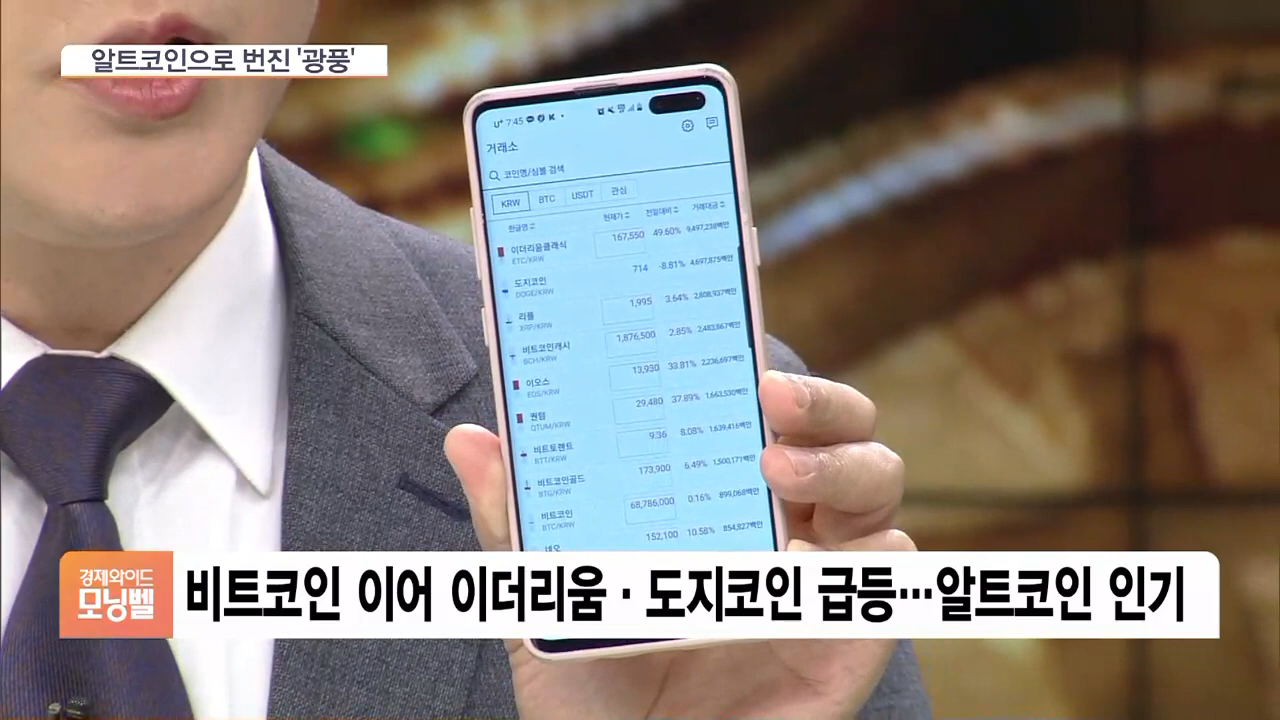 알트코인으로 번진 '광풍'
U+ 7:45
거래소
코인명/심볼 검색
KRW BTC USDT 관심
한글명 현재가 전일대비 거래대금
이더리움클래식 167,550 49.60% 9,497,238백만
ETC/KRW
도지코인 714 -8.81% 4,697,875백만
DOGE/KRW
리플 1,995 3.64% 2,808,937백만
XRP/KRW
비트코인캐시 1,876,500 2.85% 2,483,867백만
BCH/KRW
이오스 13,930 33.81% 2,236,697백만
EOS/KRW
퀀텀 29,480 37.89% 1,663,530백만
QTUM/KRW
비트토렌트 9.36 8.08% 1,639,416백만
BTT/KRW
비트코인골드 173,900 6.49% 1,500,171백만
BTG/KRW
비트코인 68,786,000 0.16% 899,068백만
BTC/KRW
네오 152,100 10.58% 854,827백만
경제와이드
모닝벨
비트코인 이어 이더리움·도지코인 급등…알트코인 인기